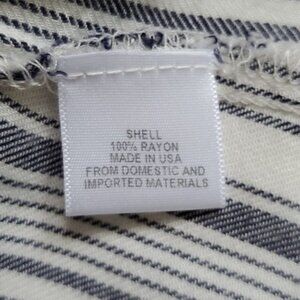 SHELL
100% RAYON
MADE IN USA
FROM DOMESTIC AND
IMPORTED MATERIALS